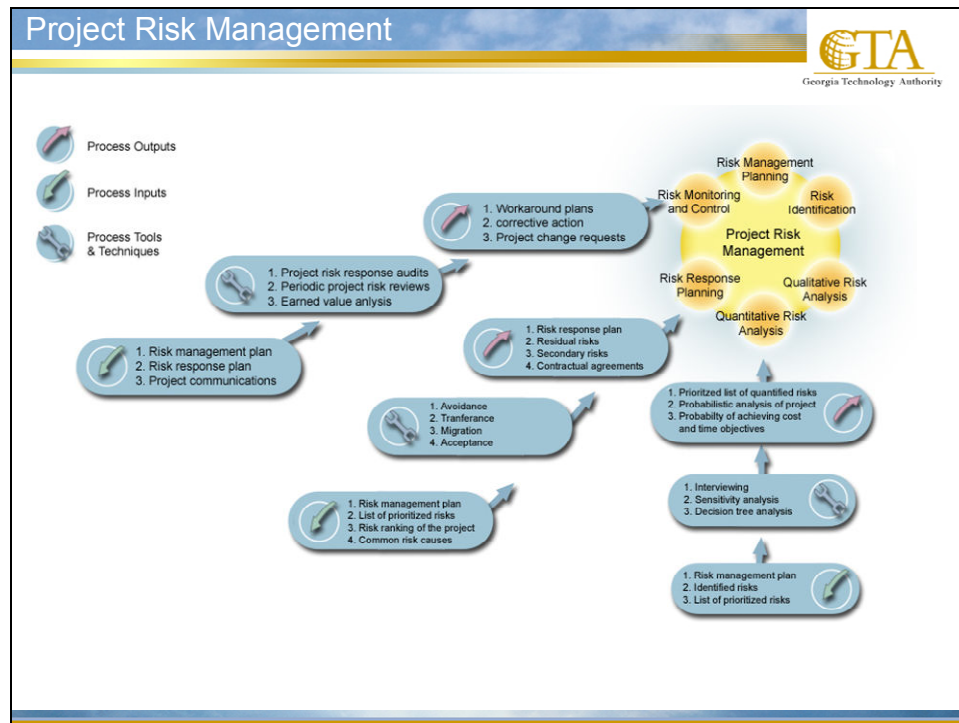 Project Risk Management
GTA
Georgia Technology Authority
Process Outputs
Process Inputs
Process Tools
& Techniques
Risk Management
Planning
Risk Monitoring
and Control
Risk
Identification
Project Risk
Management
Risk Response
Planning
Qualitative Risk
Analysis
Quantitative Risk
Analysis
1. Workaround plans
2. corrective action
3. Project change requests
1. Project risk response audits
2. Periodic project risk reviews
3. Earned value anlysis
1. Risk management plan
2. Risk response plan
3. Project communications
1. Risk response plan
2. Residual risks
3. Secondary risks
4. Contractual agreements
1. Avoidance
2. Tranferance
3. Migration
4. Acceptance
1. Risk management plan
2. List of prioritized risks
3. Risk ranking of the project
4. Common risk causes
1. Prioritzed list of quantified risks
2. Probabilistic analysis of project
3. Probabilty of achieving cost
and time objectives
1. Interviewing
2. Sensitivity analysis
3. Decision tree analysis
1. Risk management plan
2. Identified risks
3. List of prioritized risks